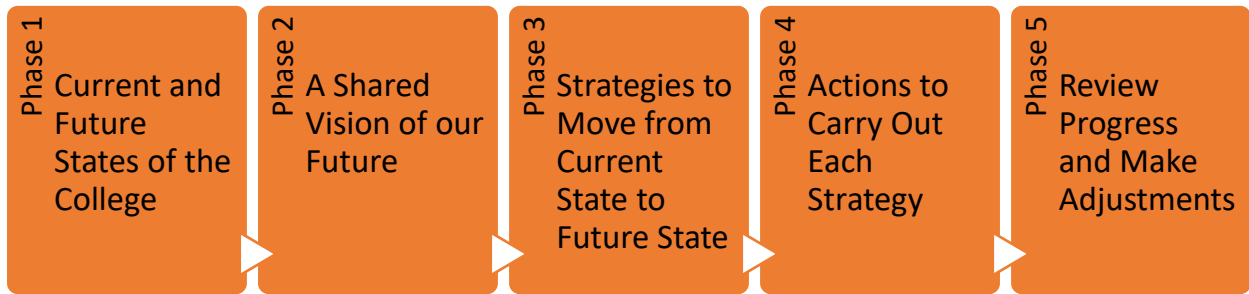 Phase 1
Current and
Future
States of the
College
Phase 2
A Shared
Vision of our
Future
Phase 3
Strategies to
Move from
Current
State to
Future State
Phase 4
Actions to
Carry Out
Each
Strategy
Phase 5
Review
Progress
and Make
Adjustments